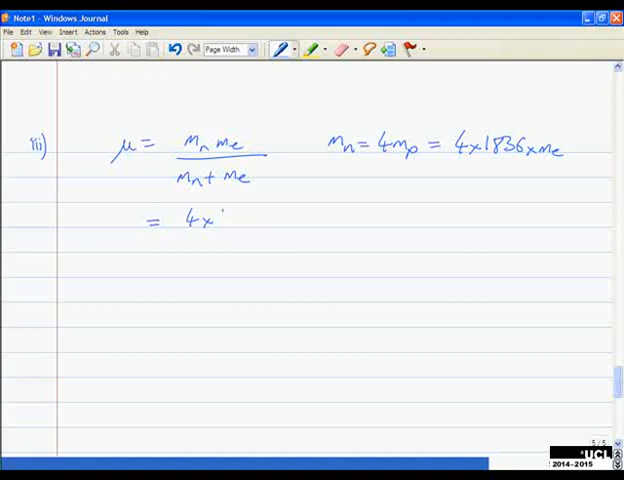 Note1 - Windows Journal
File Edit View Insert Actions Tools Help
Page Width
iii) μ = mₙ mₑ / mₙ + mₑ mₙ = 4mₚ = 4×1836×mₑ
= 4×
5/5
UCL
2014-2015